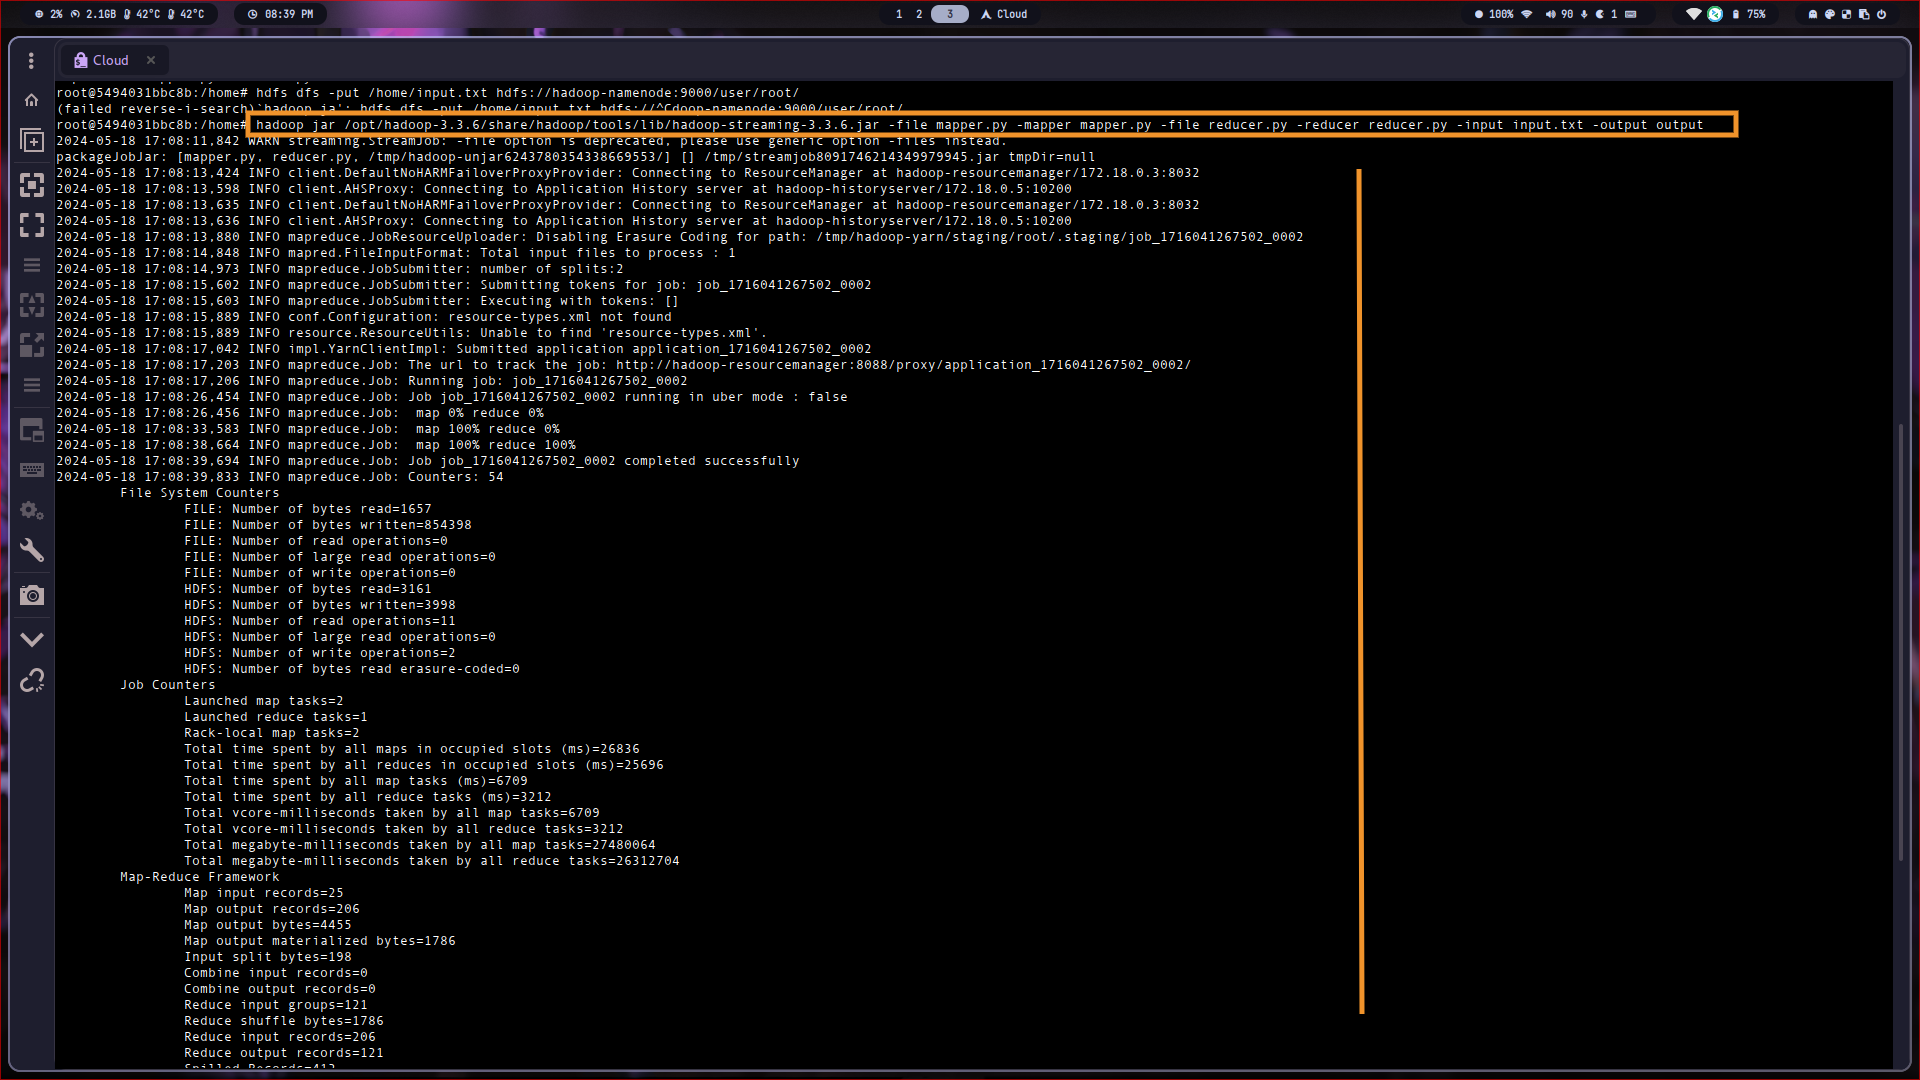 2% 2.1GB 42°C 42°C 08:39 PM 1 2 3 Cloud 100% 90 1 75%
Cloud
root@5494031bbc8b:/home# hdfs dfs -put /home/input.txt hdfs://hadoop-namenode:9000/user/root/
(failed reverse-i-search)`hadoop ja': hdfs dfs -put /home/input.txt hdfs://^Cdoop-namenode:9000/user/root/
root@5494031bbc8b:/home# hadoop jar /opt/hadoop-3.3.6/share/hadoop/tools/lib/hadoop-streaming-3.3.6.jar -file mapper.py -mapper mapper.py -file reducer.py -reducer reducer.py -input input.txt -output output
2024-05-18 17:08:11,842 WARN streaming.StreamJob: -file option is deprecated, please use generic option -files instead.
packageJobJar: [mapper.py, reducer.py, /tmp/hadoop-unjar6243780354338669553/] [] /tmp/streamjob8091746214349979945.jar tmpDir=null
2024-05-18 17:08:13,424 INFO client.DefaultNoHARMFailoverProxyProvider: Connecting to ResourceManager at hadoop-resourcemanager/172.18.0.3:8032
2024-05-18 17:08:13,598 INFO client.AHSProxy: Connecting to Application History server at hadoop-historyserver/172.18.0.5:10200
2024-05-18 17:08:13,635 INFO client.DefaultNoHARMFailoverProxyProvider: Connecting to ResourceManager at hadoop-resourcemanager/172.18.0.3:8032
2024-05-18 17:08:13,636 INFO client.AHSProxy: Connecting to Application History server at hadoop-historyserver/172.18.0.5:10200
2024-05-18 17:08:13,880 INFO mapreduce.JobResourceUploader: Disabling Erasure Coding for path: /tmp/hadoop-yarn/staging/root/.staging/job_1716041267502_0002
2024-05-18 17:08:14,848 INFO mapred.FileInputFormat: Total input files to process : 1
2024-05-18 17:08:14,973 INFO mapreduce.JobSubmitter: number of splits:2
2024-05-18 17:08:15,602 INFO mapreduce.JobSubmitter: Submitting tokens for job: job_1716041267502_0002
2024-05-18 17:08:15,603 INFO mapreduce.JobSubmitter: Executing with tokens: []
2024-05-18 17:08:15,889 INFO conf.Configuration: resource-types.xml not found
2024-05-18 17:08:15,889 INFO resource.ResourceUtils: Unable to find 'resource-types.xml'.
2024-05-18 17:08:17,042 INFO impl.YarnClientImpl: Submitted application application_1716041267502_0002
2024-05-18 17:08:17,203 INFO mapreduce.Job: The url to track the job: http://hadoop-resourcemanager:8088/proxy/application_1716041267502_0002/
2024-05-18 17:08:17,206 INFO mapreduce.Job: Running job: job_1716041267502_0002
2024-05-18 17:08:26,454 INFO mapreduce.Job: Job job_1716041267502_0002 running in uber mode : false
2024-05-18 17:08:26,456 INFO mapreduce.Job:  map 0% reduce 0%
2024-05-18 17:08:33,583 INFO mapreduce.Job:  map 100% reduce 0%
2024-05-18 17:08:38,664 INFO mapreduce.Job:  map 100% reduce 100%
2024-05-18 17:08:39,694 INFO mapreduce.Job: Job job_1716041267502_0002 completed successfully
2024-05-18 17:08:39,833 INFO mapreduce.Job: Counters: 54
File System Counters
FILE: Number of bytes read=1657
FILE: Number of bytes written=854398
FILE: Number of read operations=0
FILE: Number of large read operations=0
FILE: Number of write operations=0
HDFS: Number of bytes read=3161
HDFS: Number of bytes written=3998
HDFS: Number of read operations=11
HDFS: Number of large read operations=0
HDFS: Number of write operations=2
HDFS: Number of bytes read erasure-coded=0
Job Counters
Launched map tasks=2
Launched reduce tasks=1
Rack-local map tasks=2
Total time spent by all maps in occupied slots (ms)=26836
Total time spent by all reduces in occupied slots (ms)=25696
Total time spent by all map tasks (ms)=6709
Total time spent by all reduce tasks (ms)=3212
Total vcore-milliseconds taken by all map tasks=6709
Total vcore-milliseconds taken by all reduce tasks=3212
Total megabyte-milliseconds taken by all map tasks=27480064
Total megabyte-milliseconds taken by all reduce tasks=26312704
Map-Reduce Framework
Map input records=25
Map output records=206
Map output bytes=4455
Map output materialized bytes=1786
Input split bytes=198
Combine input records=0
Combine output records=0
Reduce input groups=121
Reduce shuffle bytes=1786
Reduce input records=206
Reduce output records=121
Spilled Records=412